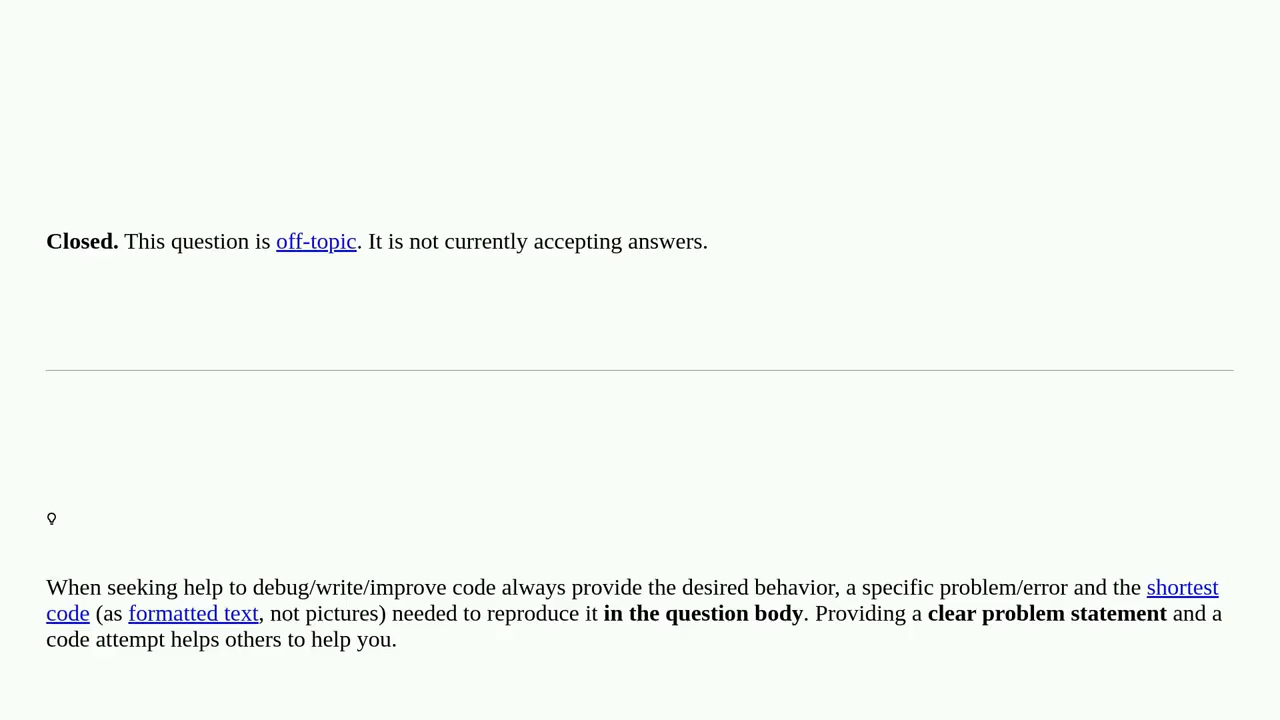 Closed. This question is off-topic. It is not currently accepting answers.
When seeking help to debug/write/improve code always provide the desired behavior, a specific problem/error and the shortest
code (as formatted text, not pictures) needed to reproduce it in the question body. Providing a clear problem statement and a
code attempt helps others to help you.